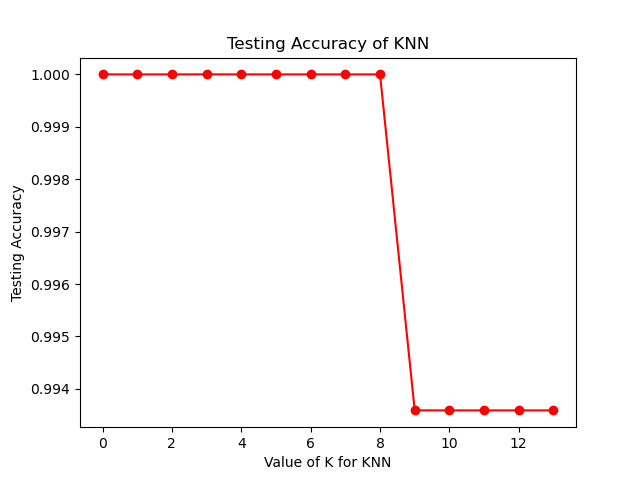 Testing Accuracy of KNN
1.000
0.999
0.998
0.997
0.996
0.995
0.994
Testing Accuracy
0 2 4 6 8 10 12
Value of K for KNN